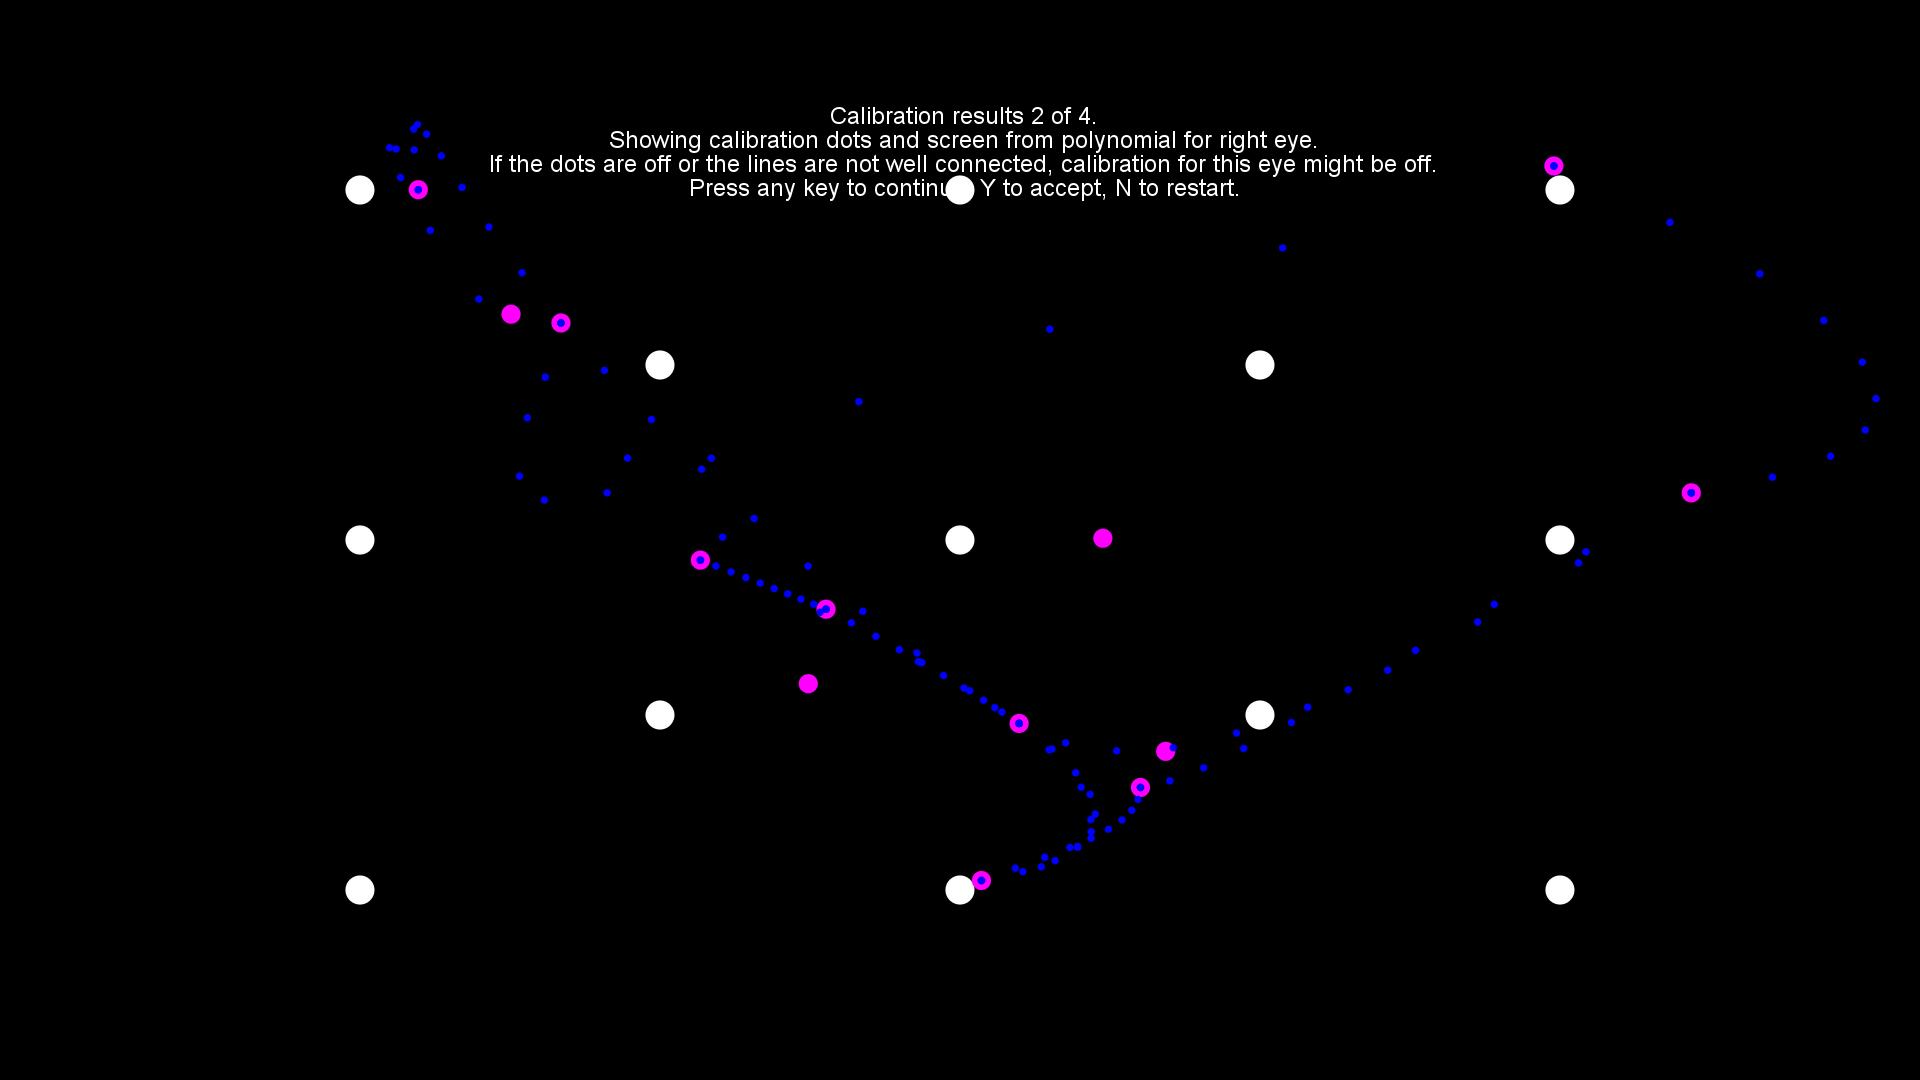 Calibration results 2 of 4.
Showing calibration dots and screen from polynomial for right eye.
If the dots are off or the lines are not well connected, calibration for this eye might be off.
Press any key to continue Y to accept, N to restart.